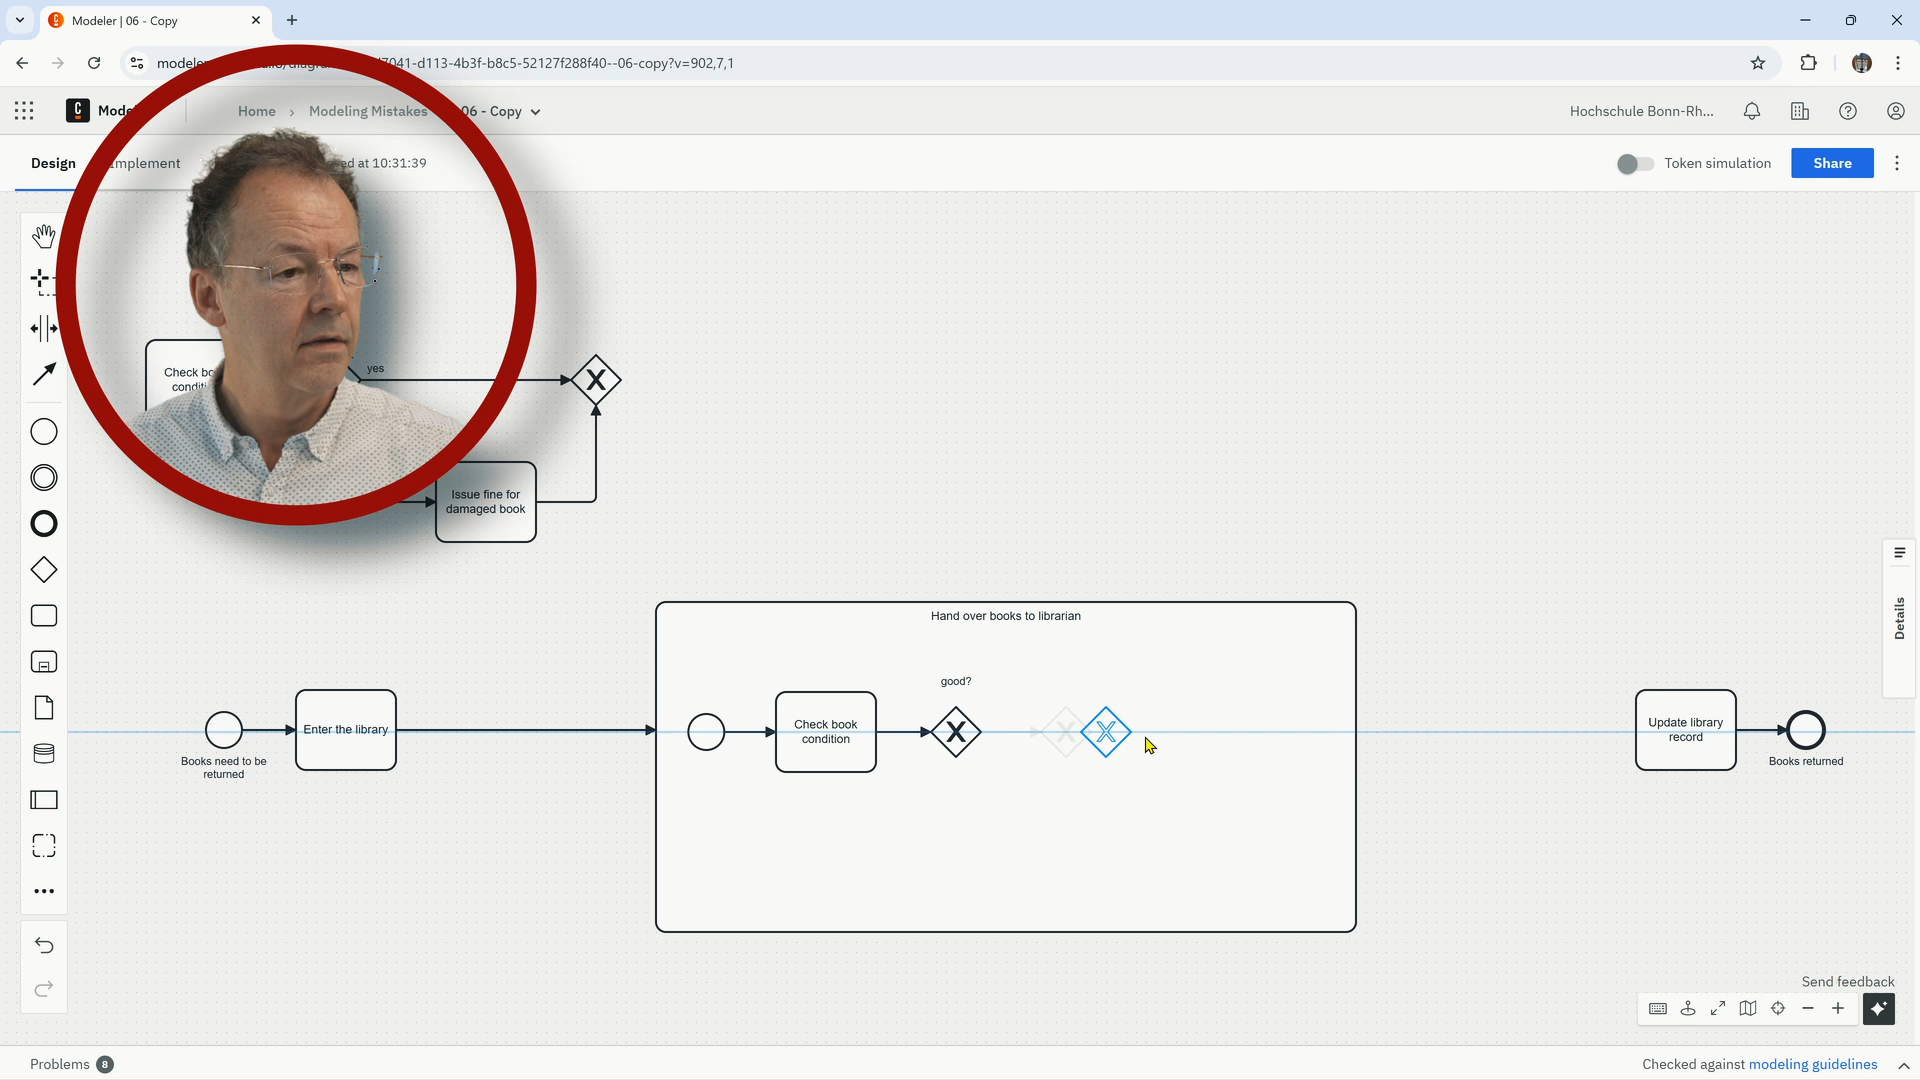 Modeler | 06 - Copy
7041-d113-4b3f-b8c5-52127f288f40--06-copy?v=902,7,1
Home
Modeling Mistakes
06 - Copy
Hochschule Bonn-Rh...
Design
Implement
at 10:31:39
Token simulation
Share
yes
Issue fine for
damaged book
Hand over books to librarian
good?
Check book
condition
Enter the library
Books need to be
returned
Update library
record
Books returned
Details
Send feedback
Problems 8
Checked against modeling guidelines